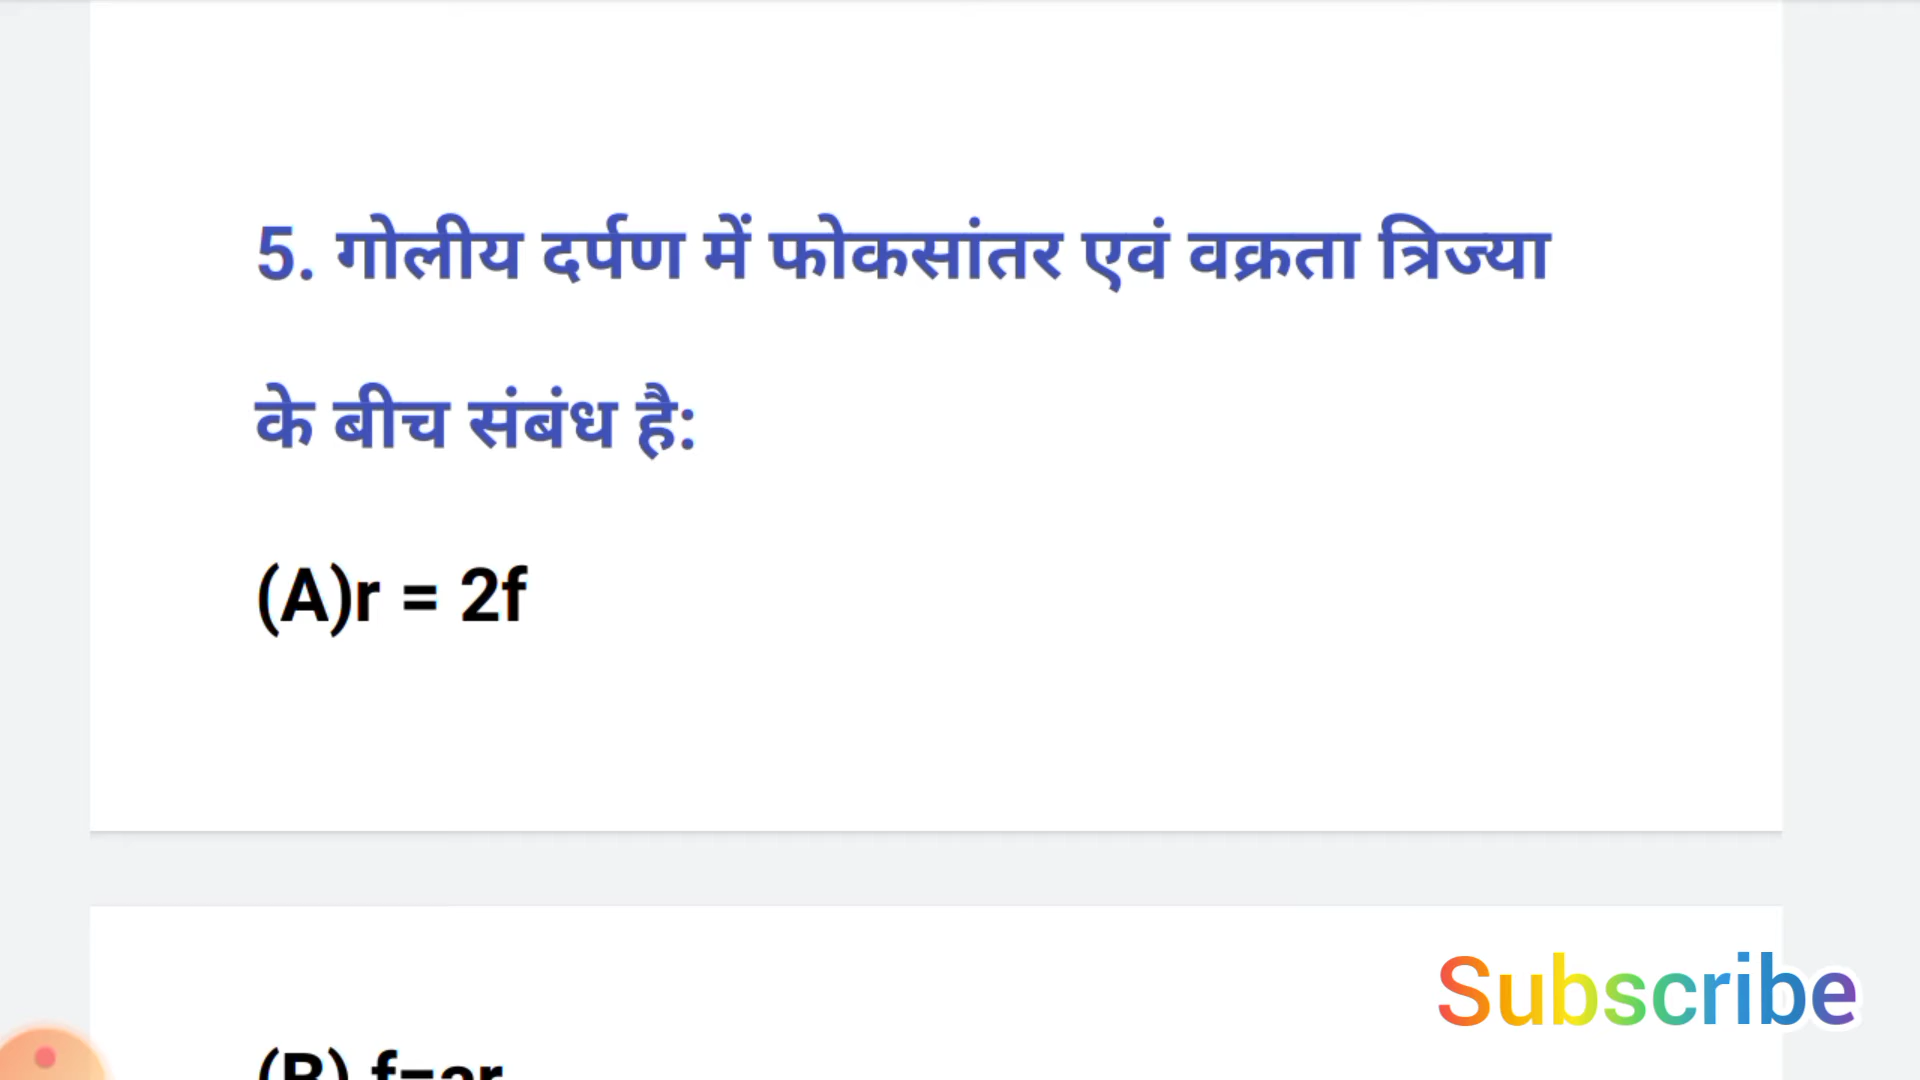 5. गोलीय दर्पण में फोकसांतर एवं वक्रता त्रिज्या
के बीच संबंध है:
(A)r = 2f
Subscribe
(B)